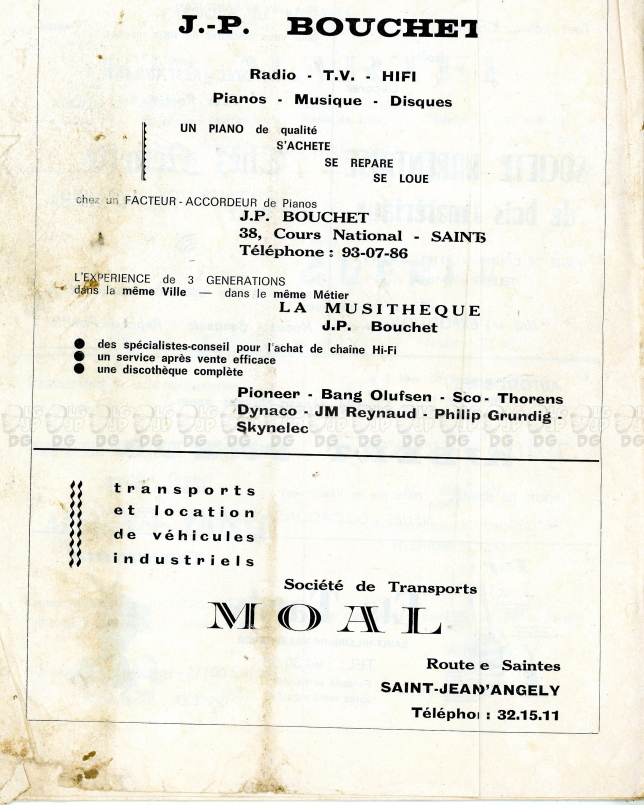 J.-P. BOUCHET
Radio - T.V. - HIFI
Pianos - Musique - Disques
UN PIANO de qualité
S'ACHETE
SE REPARE
SE LOUE
chez un FACTEUR - ACCORDEUR de Pianos
J.P. BOUCHET
38, Cours National - SAINTS
Téléphone : 93-07-86
L'EXPERIENCE de 3 GENERATIONS
dans la même Ville — dans le même Métier
LA MUSITHEQUE
J.P. Bouchet
● des spécialistes-conseil pour l'achat de chaine Hi-Fi
● un service après vente efficace
● une discothèque complète
Pioneer - Bang Olufsen - Sco - Thorens
Dynaco - JM Reynaud - Philip Grundig -
Skynelec
transports
et location
de véhicules
industriels
Société de Transports
MOAL
Route e Saintes
SAINT-JEAN D'ANGELY
Télépho : 32.15.11